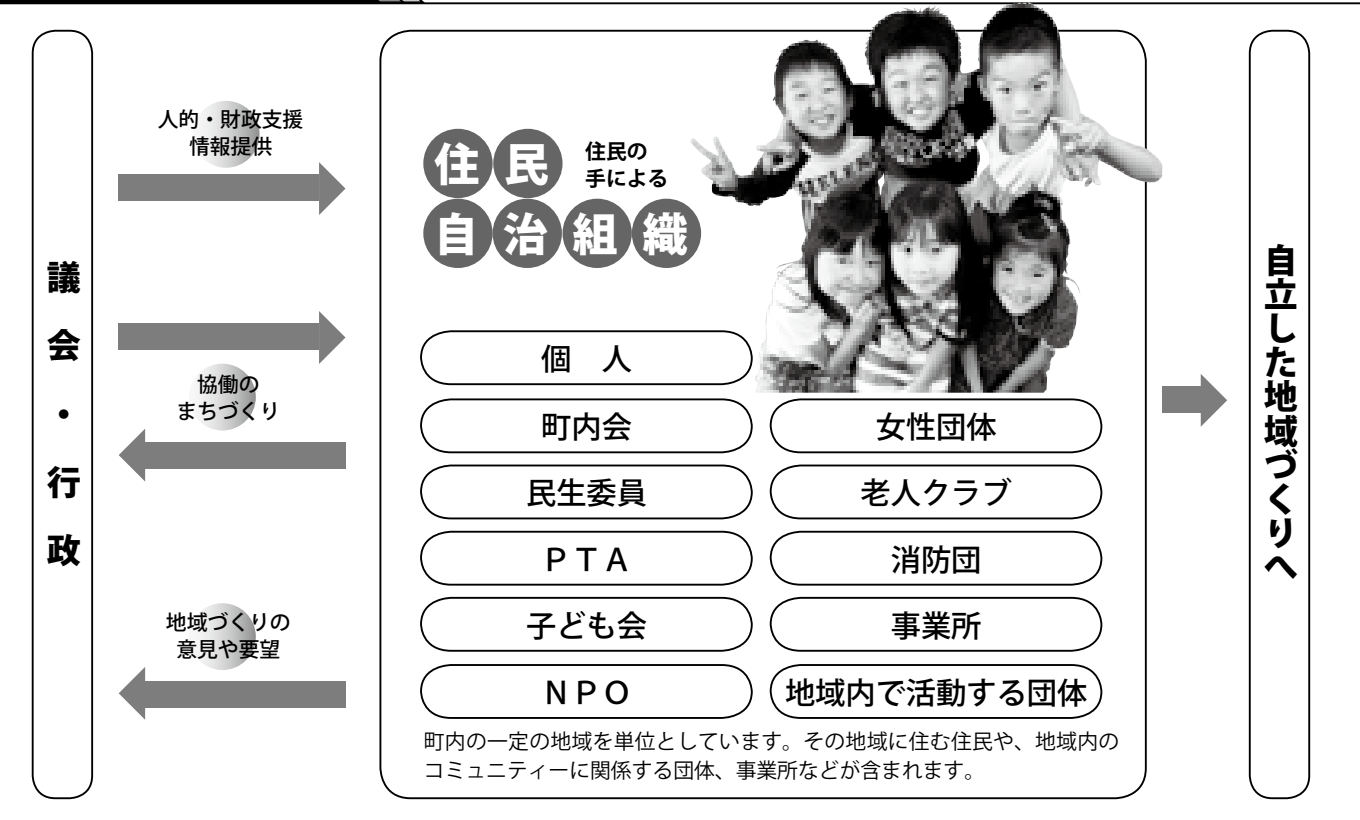 議会・行政
人的・財政支援
情報提供
協働の
まちづくり
地域づくりの
意見や要望
住民
自治組織
住民の
手による
個　人
町内会
女性団体
民生委員
老人クラブ
ＰＴＡ
消防団
子ども会
事業所
ＮＰＯ
地域内で活動する団体
町内の一定の地域を単位としています。その地域に住む住民や、地域内の
コミュニティーに関係する団体、事業所などが含まれます。
自立した地域づくりへ